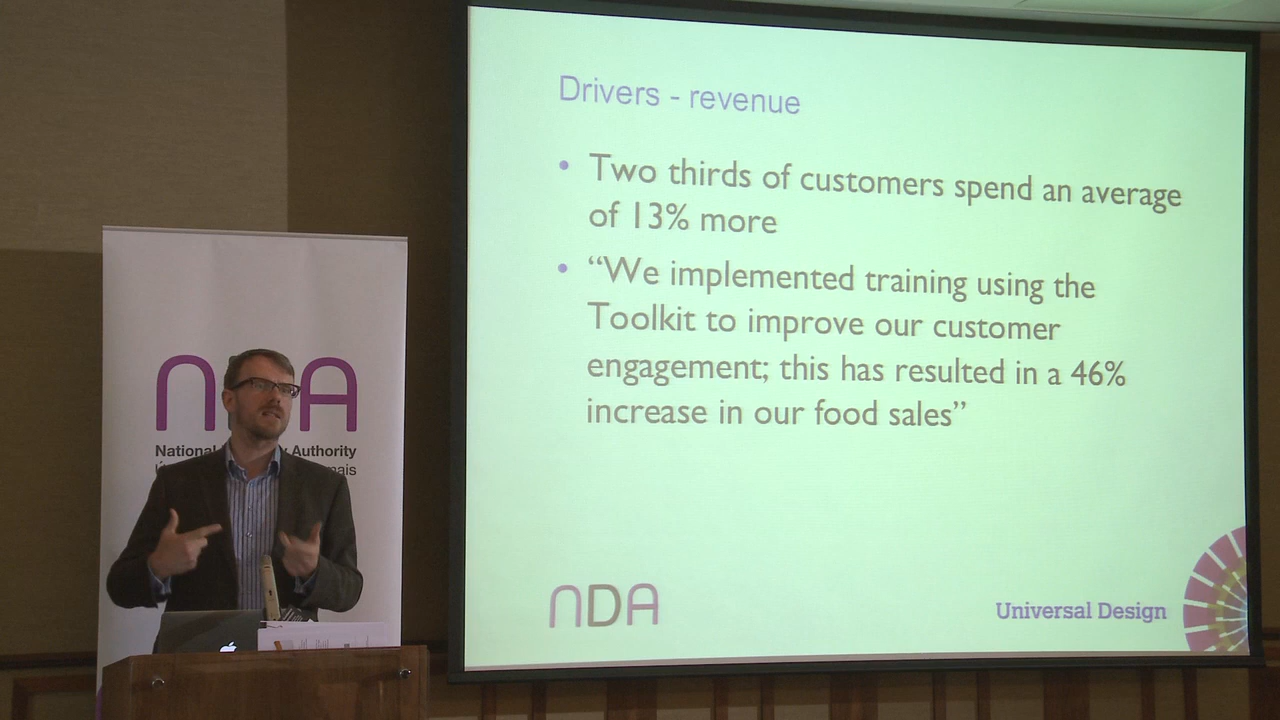 Drivers - revenue
• Two thirds of customers spend an average
of 13% more
• “We implemented training using the
Toolkit to improve our customer
engagement; this has resulted in a 46%
increase in our food sales”
NDA
Universal Design
NDA
National Authority